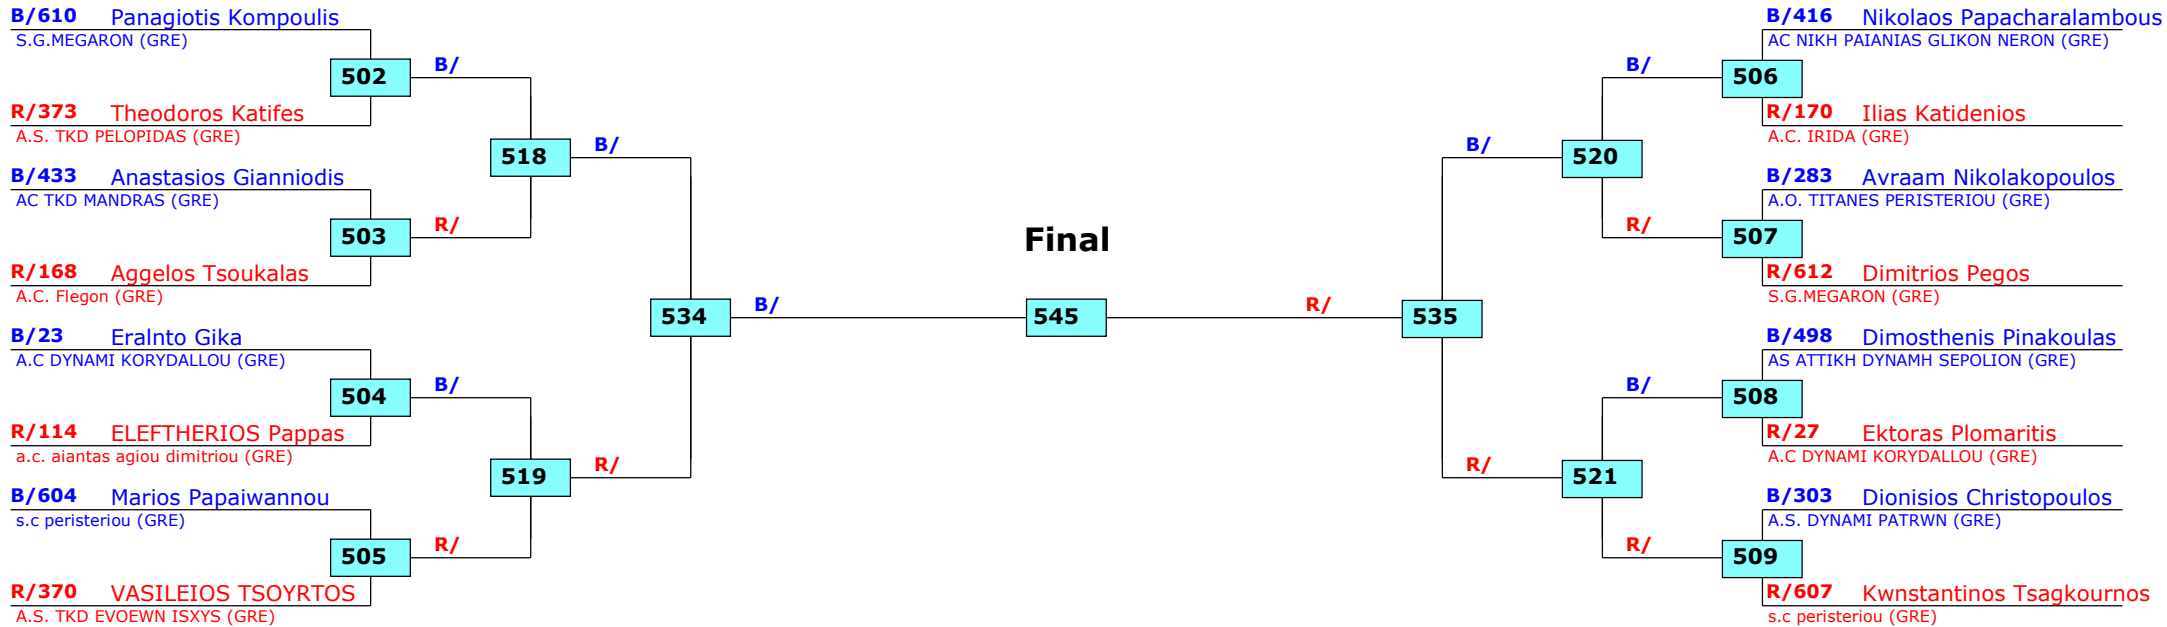 B/610 Panagiotis Kompoulis
S.G.MEGARON (GRE)
502
B/
R/373 Theodoros Katifes
A.S. TKD PELOPIDAS (GRE)
518
B/
B/433 Anastasios Gianniodis
AC TKD MANDRAS (GRE)
503
R/
R/168 Aggelos Tsoukalas
A.C. Flegon (GRE)
534
B/
B/23 Eralnto Gika
A.C DYNAMI KORYDALLOU (GRE)
504
B/
R/114 ELEFTHERIOS Pappas
a.c. aiantas agiou dimitriou (GRE)
519
R/
B/604 Marios Papaiwannou
s.c peristeriou (GRE)
505
R/
R/370 VASILEIOS TSOYRTOS
A.S. TKD EVOEWN ISXYS (GRE)
Final
545
B/416 Nikolaos Papacharalambous
AC NIKH PAIANIAS GLIKON NERON (GRE)
B/
506
R/170 Ilias Katidenios
A.C. IRIDA (GRE)
B/
520
B/283 Avraam Nikolakopoulos
A.O. TITANES PERISTERIOU (GRE)
R/
507
R/612 Dimitrios Pegos
S.G.MEGARON (GRE)
R/
535
B/498 Dimosthenis Pinakoulas
AS ATTIKH DYNAMH SEPOLION (GRE)
B/
508
R/27 Ektoras Plomaritis
A.C DYNAMI KORYDALLOU (GRE)
R/
521
B/303 Dionisios Christopoulos
A.S. DYNAMI PATRWN (GRE)
R/
509
R/607 Kwnstantinos Tsagkournos
s.c peristeriou (GRE)